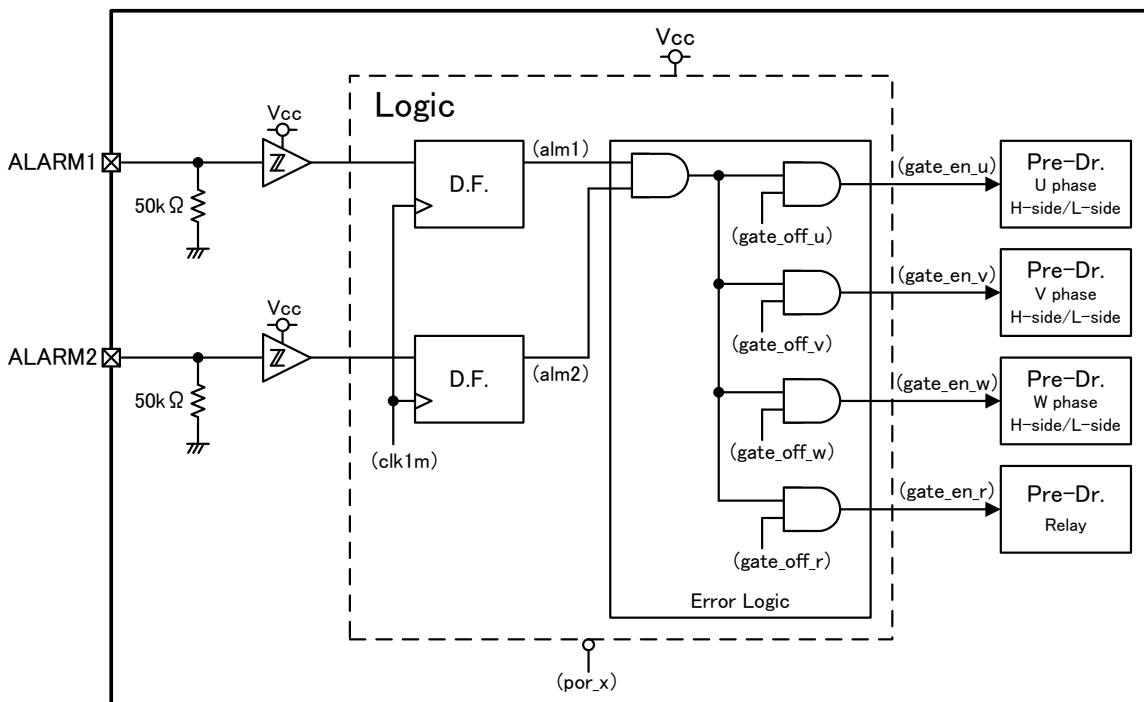 Vcc
Logic
Vcc
ALARM1
50kΩ
D.F.
(alm1)
(gate_off_u)
(gate_en_u)
Pre-Dr.
U phase
H-side/L-side
(gate_off_v)
(gate_en_v)
Pre-Dr.
V phase
H-side/L-side
Vcc
ALARM2
50kΩ
D.F.
(alm2)
(clk1m)
(gate_off_w)
(gate_en_w)
Pre-Dr.
W phase
H-side/L-side
(gate_off_r)
(gate_en_r)
Pre-Dr.
Relay
Error Logic
(por_x)